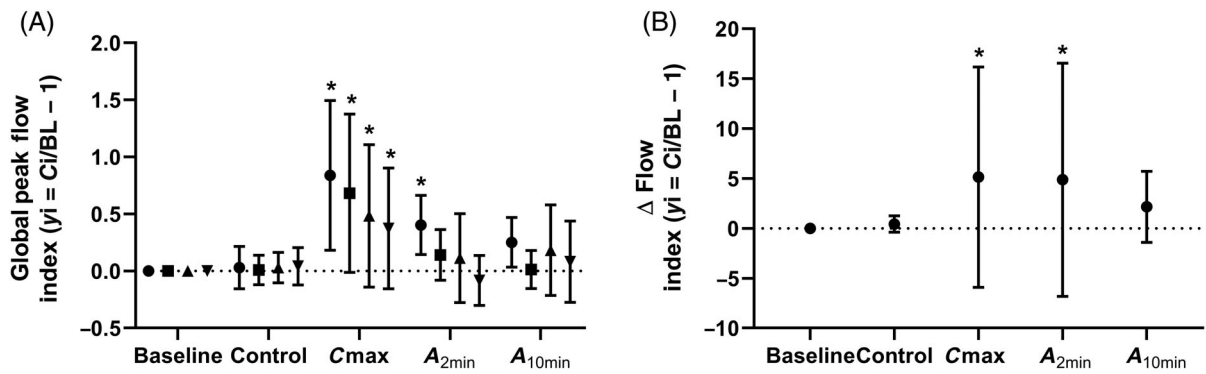 (A)
Global peak flow
index (yi = Ci/BL – 1)
2.0
1.5
1.0
0.5
0.0
–0.5
* * * * *
Baseline Control Cmax A2min A10min
(B)
Δ Flow
index (yi = Ci/BL – 1)
20
15
10
5
0
–5
–10
* *
Baseline Control Cmax A2min A10min